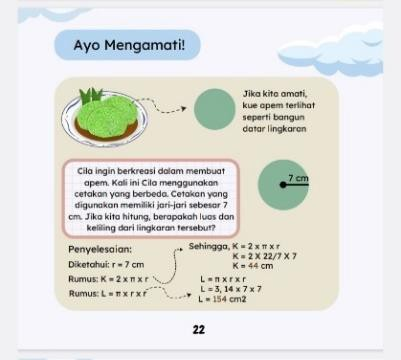 Ayo Mengamati!
Jika kita amati,
kue apem terlihat
seperti bangun
datar lingkaran
Cila ingin berkreasi dalam membuat
apem. Kali ini Cila menggunakan
cetakan yang berbeda. Cetakan yang
digunakan memiliki jari-jari sebesar 7
cm. Jika kita hitung, berapakah luas dan
keliling dari lingkaran tersebut?
7 cm
Penyelesaian:
Diketahui: r = 7 cm
Rumus: K = 2 x π x r
Rumus: L = π x r x r
Sehingga, K = 2 x π x r
K = 2 X 22/7 X 7
K = 44 cm
L = π x r x r
L = 3, 14 x 7 x 7
L = 154 cm2
22